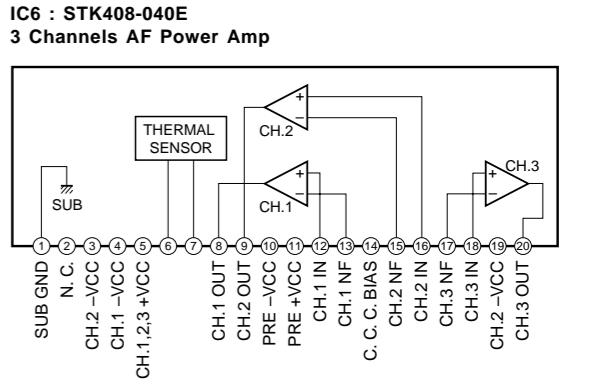 IC6 : STK408-040E
3 Channels AF Power Amp
THERMAL
SENSOR
+
−
CH.2
+
−
CH.1
+
−
CH.3
SUB
1 2 3 4 5 6 7 8 9 10 11 12 13 14 15 16 17 18 19 20
SUB GND
N. C.
CH.2 −VCC
CH.1 −VCC
CH.1,2,3 +VCC
CH.1 OUT
CH.2 OUT
PRE −VCC
PRE +VCC
CH.1 IN
CH.1 NF
C. C. C. BIAS
CH.2 NF
CH.2 IN
CH.3 NF
CH.3 IN
CH.2 −VCC
CH.3 OUT